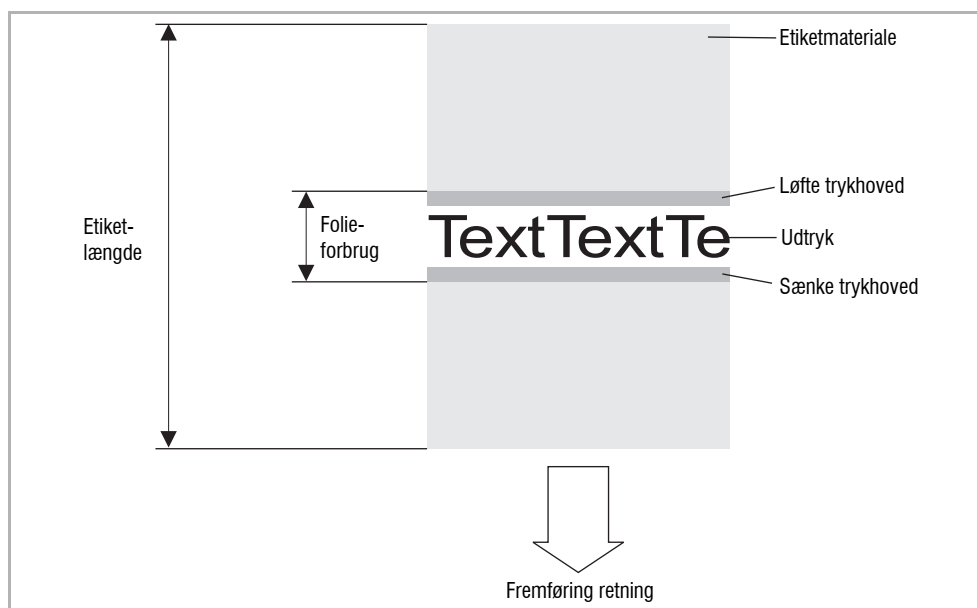 Etiketmateriale
Løfte trykhoved
Etiket-
længde
Folie-
forbrug
TextTextTe
Udtryk
Sænke trykhoved
Fremføring retning